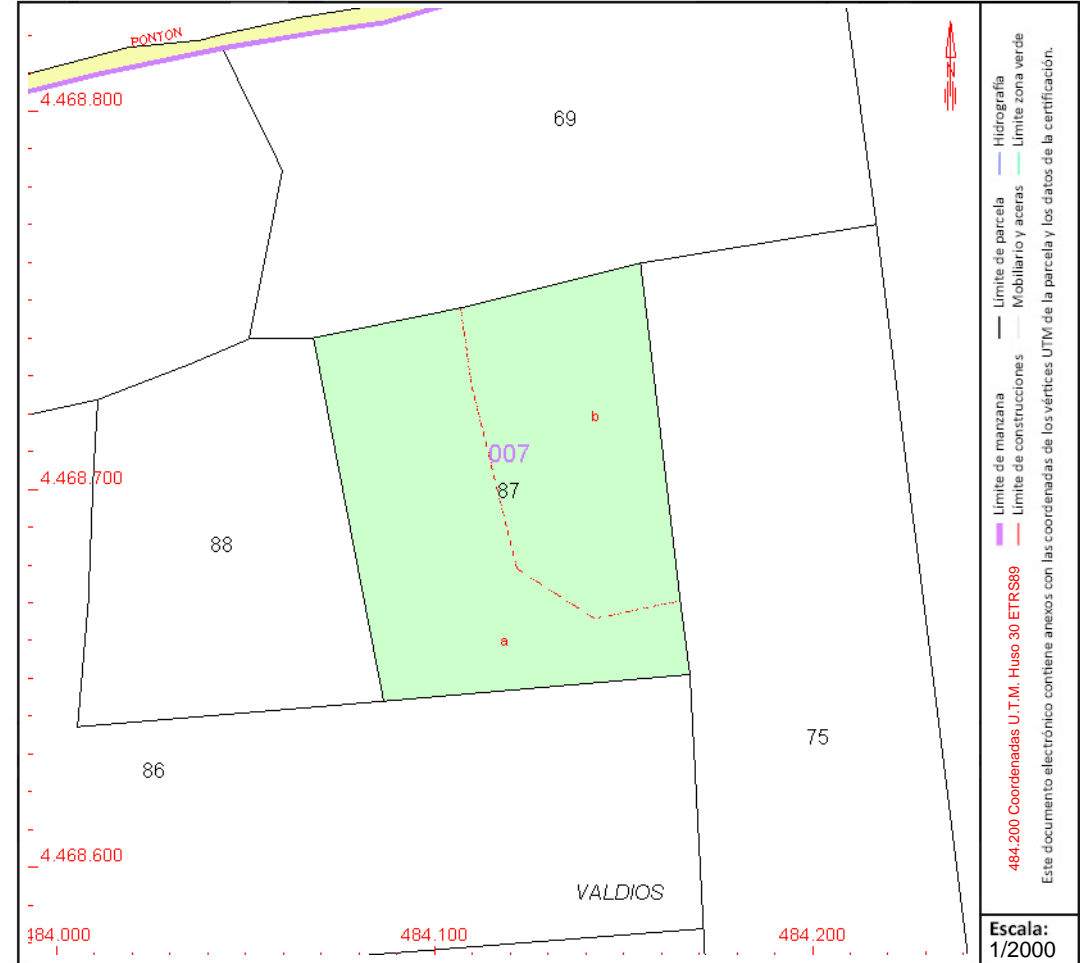 PONTON
4.468.800
69
N
b
007
4.468.700
87
88
a
75
86
4.468.600
VALDIOS
484.000
484.100
484.200
484.200 Coordenadas U.T.M. Huso 30 ETRS89
Límite de manzana
Límite de parcela
Hidrografía
Límite de construcciones
Mobiliario y aceras
Límite zona verde
Este documento electrónico contiene anexos con las coordenadas de los vértices UTM de la parcela y los datos de la certificación.
Escala:
1/2000